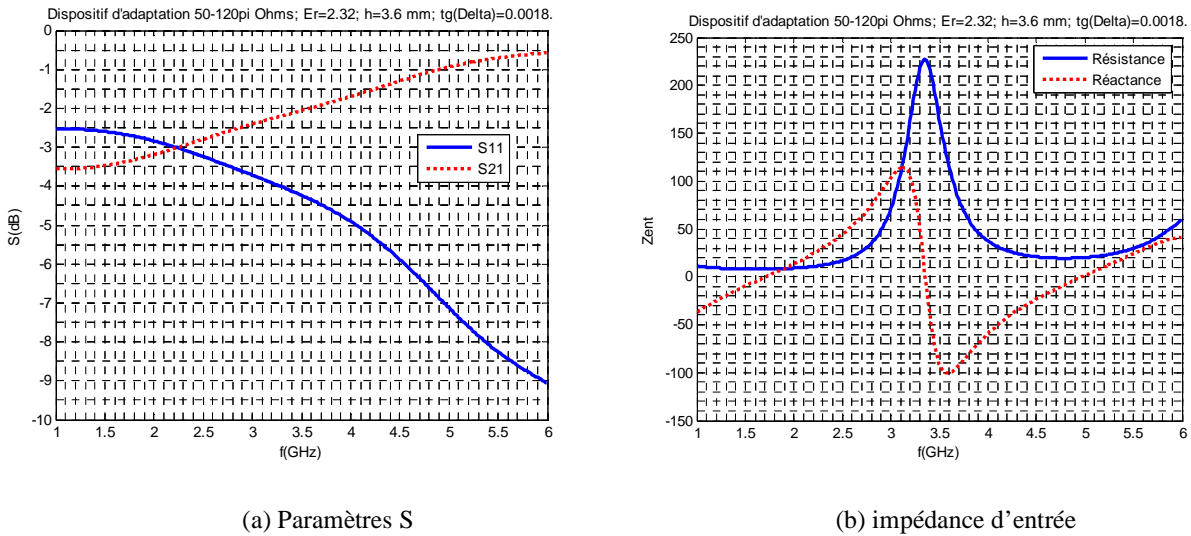 Dispositif d'adaptation 50-120pi Ohms; Er=2.32; h=3.6 mm; tg(Delta)=0.0018.
0
-1
-2
-3
-4
-5
-6
-7
-8
-9
-10
S(dB)
S11
S21
1 1.5 2 2.5 3 3.5 4 4.5 5 5.5 6
f(GHz)
(a) Paramètres S
Dispositif d'adaptation 50-120pi Ohms; Er=2.32; h=3.6 mm; tg(Delta)=0.0018.
250
200
150
100
50
0
-50
-100
-150
Zent
Résistance
Réactance
1 1.5 2 2.5 3 3.5 4 4.5 5 5.5 6
f(GHz)
(b) impédance d'entrée